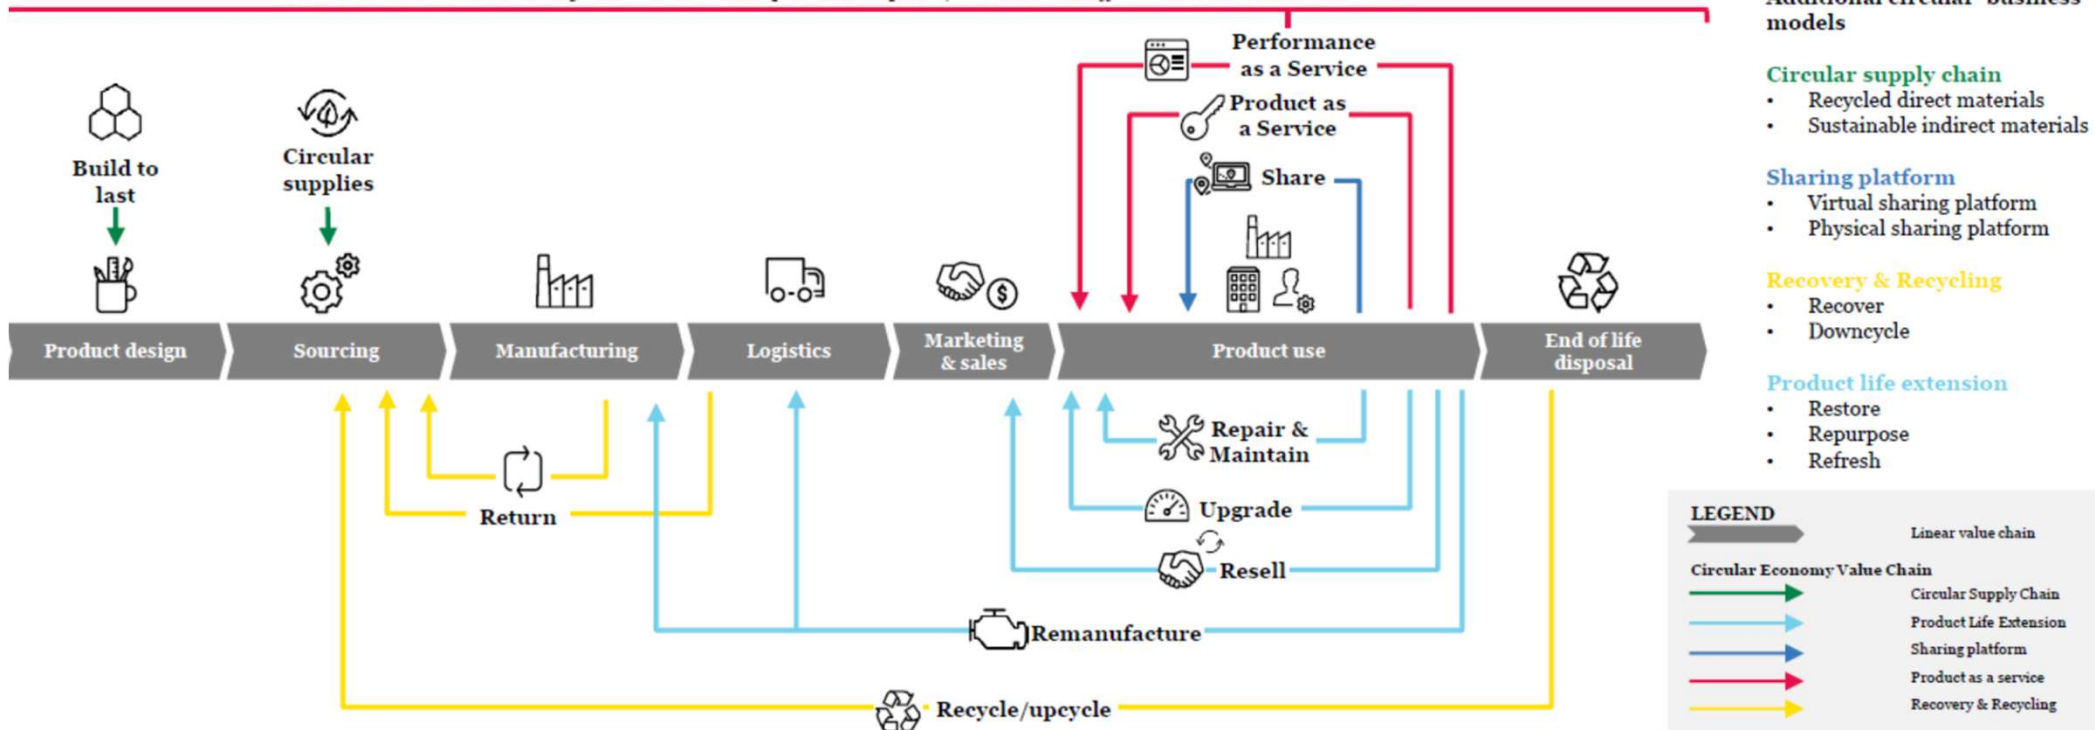 models
Performance
as a Service
Product as
a Service
Share
Build to
last
Circular
supplies
Product design
Sourcing
Manufacturing
Logistics
Marketing
& sales
Product use
End of life
disposal
Repair &
Maintain
Upgrade
Resell
Return
Remanufacture
Recycle/upcycle
Circular supply chain
• Recycled direct materials
• Sustainable indirect materials
Sharing platform
• Virtual sharing platform
• Physical sharing platform
Recovery & Recycling
• Recover
• Downcycle
Product life extension
• Restore
• Repurpose
• Refresh
LEGEND
Linear value chain
Circular Economy Value Chain
Circular Supply Chain
Product Life Extension
Sharing platform
Product as a service
Recovery & Recycling